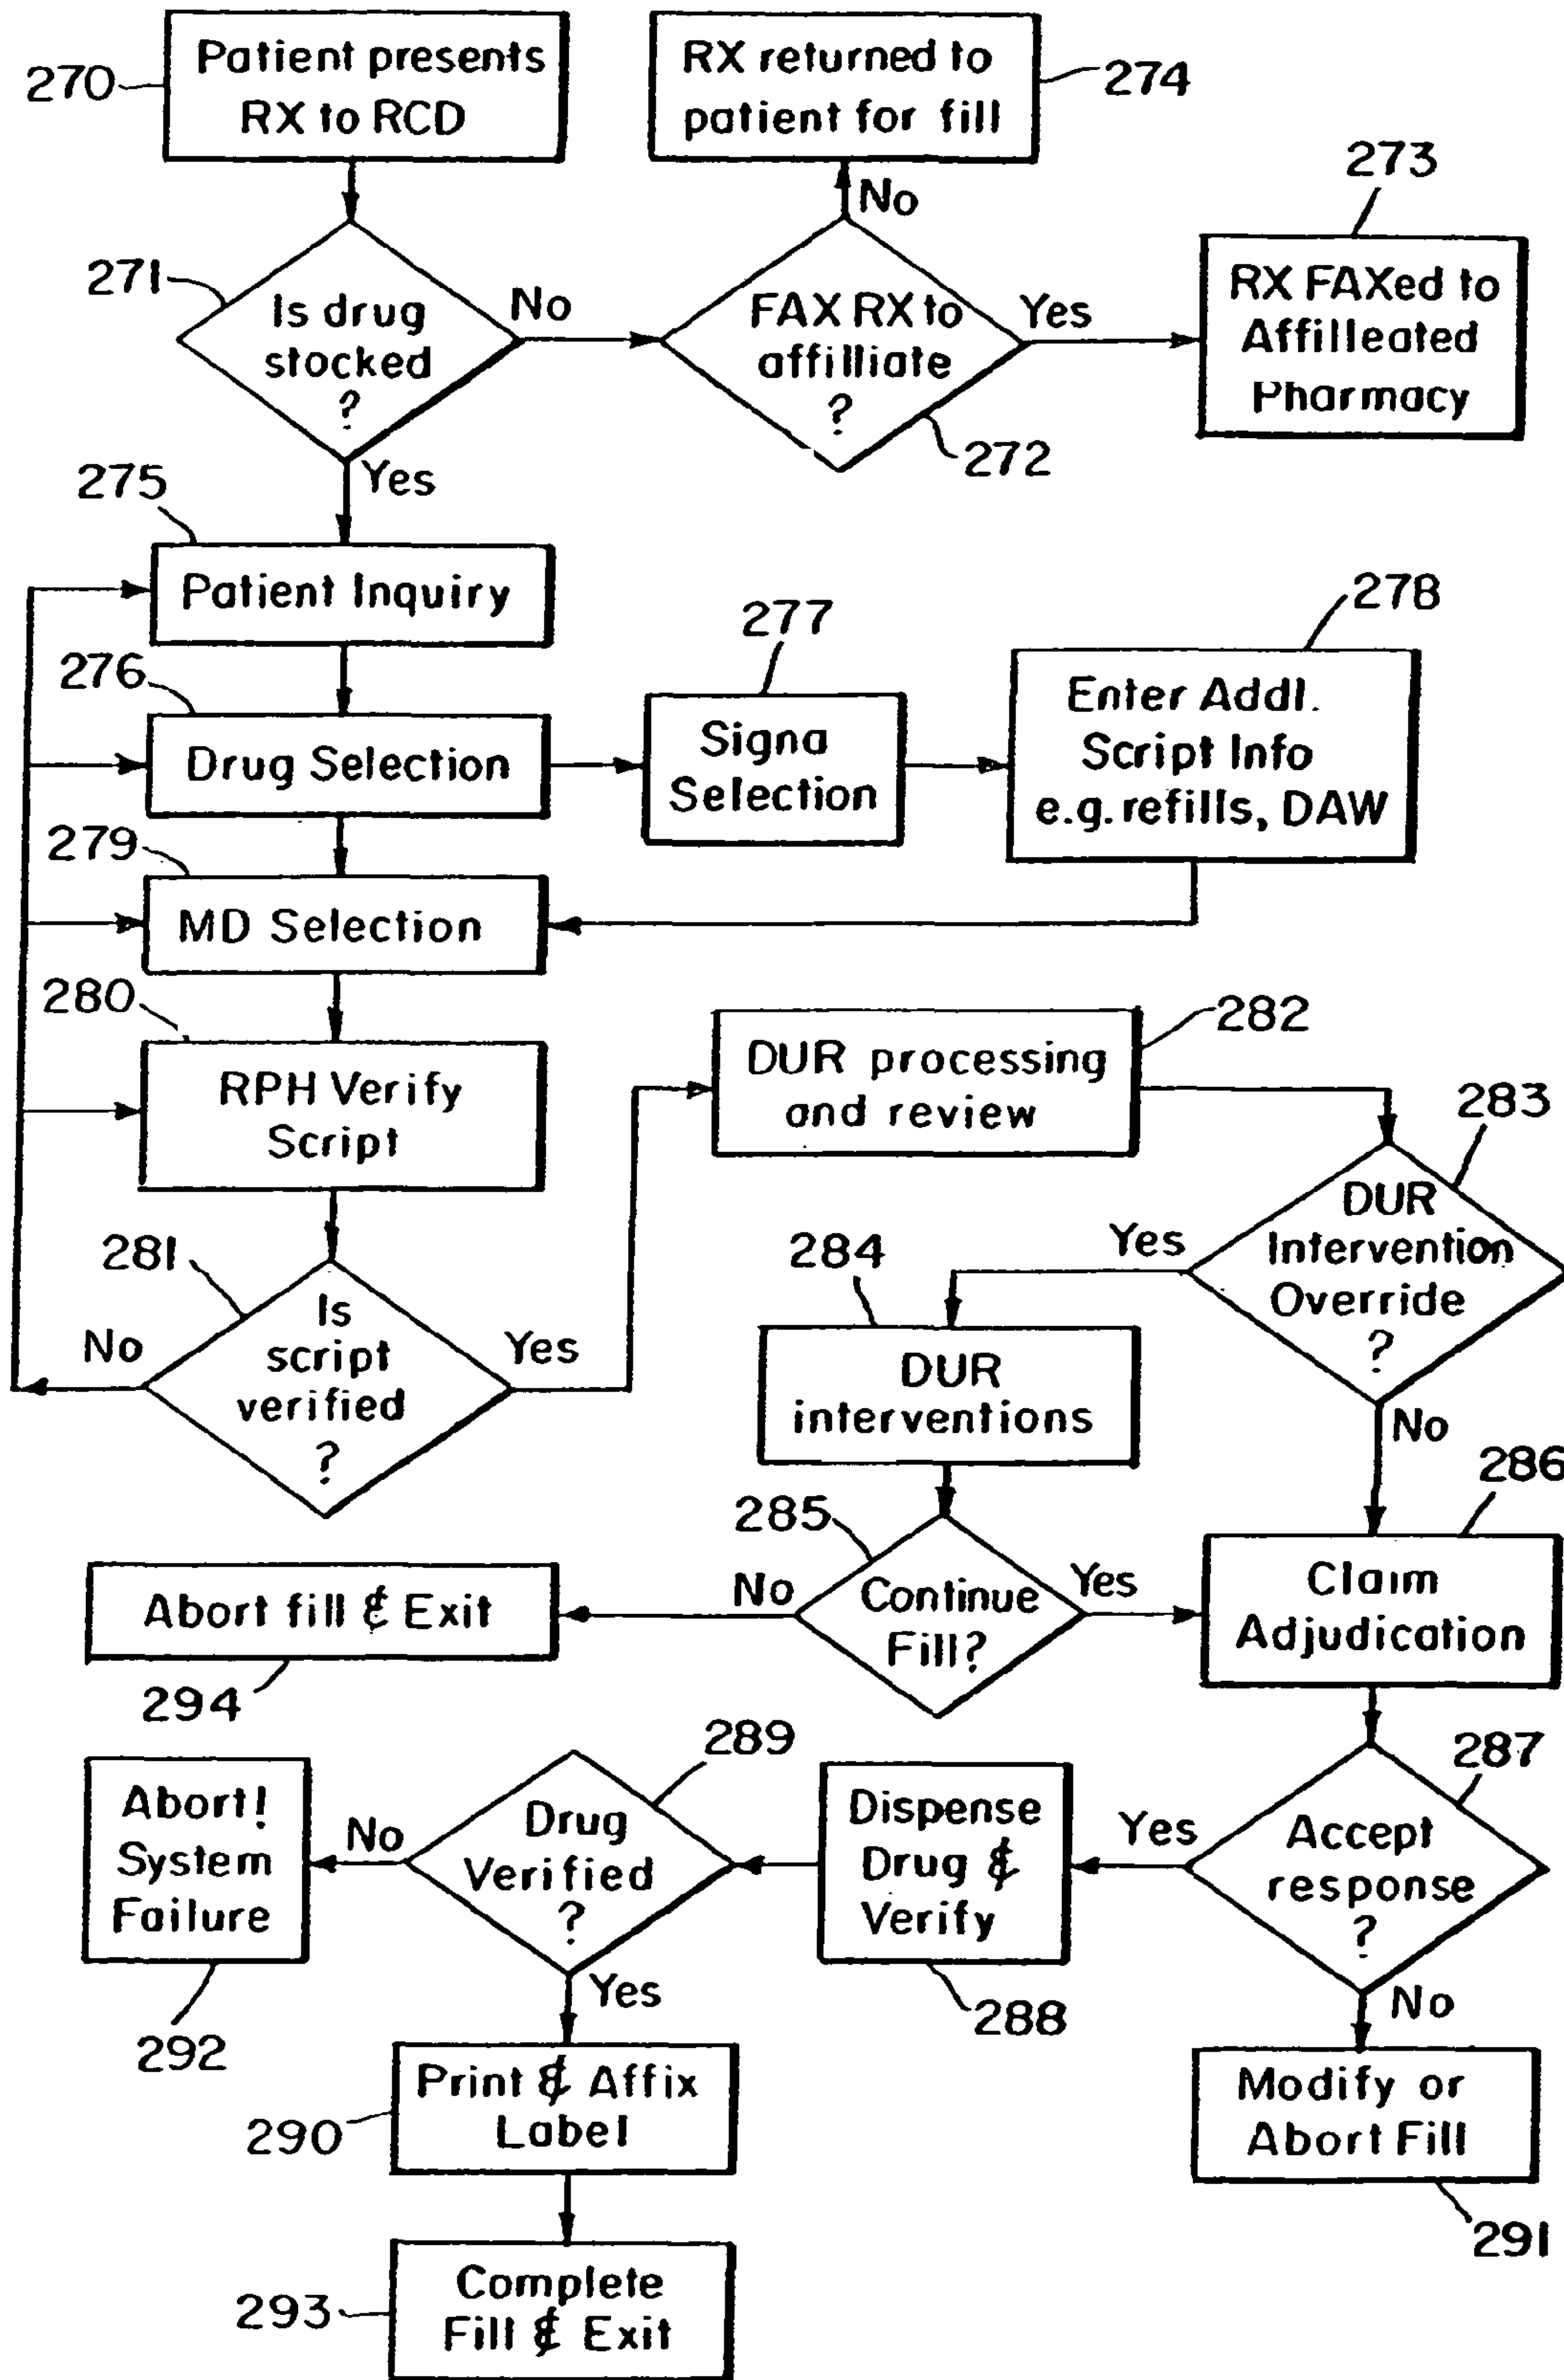 270
Patient presents
RX to RCD
RX returned to
patient for fill
274
273
No
271
Is drug
stocked
?
No
FAX RX to
affilliate
?
Yes
RX FAXed to
Affilleated
Pharmacy
272
Yes
275
Patient Inquiry
276
Drug Selection
277
Signa
Selection
278
Enter Addl.
Script Info
e.g. refills, DAW
279
MD Selection
280
RPH Verify
Script
282
DUR processing
and review
283
DUR
Intervention
Override
?
Yes
No
281
Is
script
verified
?
No
Yes
284
DUR
interventions
285
Continue
Fill?
No
Yes
286
Claim
Adjudication
Abort fill & Exit
294
287
Accept
response
?
Yes
No
Dispense
Drug &
Verify
288
289
Drug
Verified
?
No
Yes
Abort!
System
Failure
292
290
Print & Affix
Label
Modify or
Abort Fill
291
293
Complete
Fill & Exit